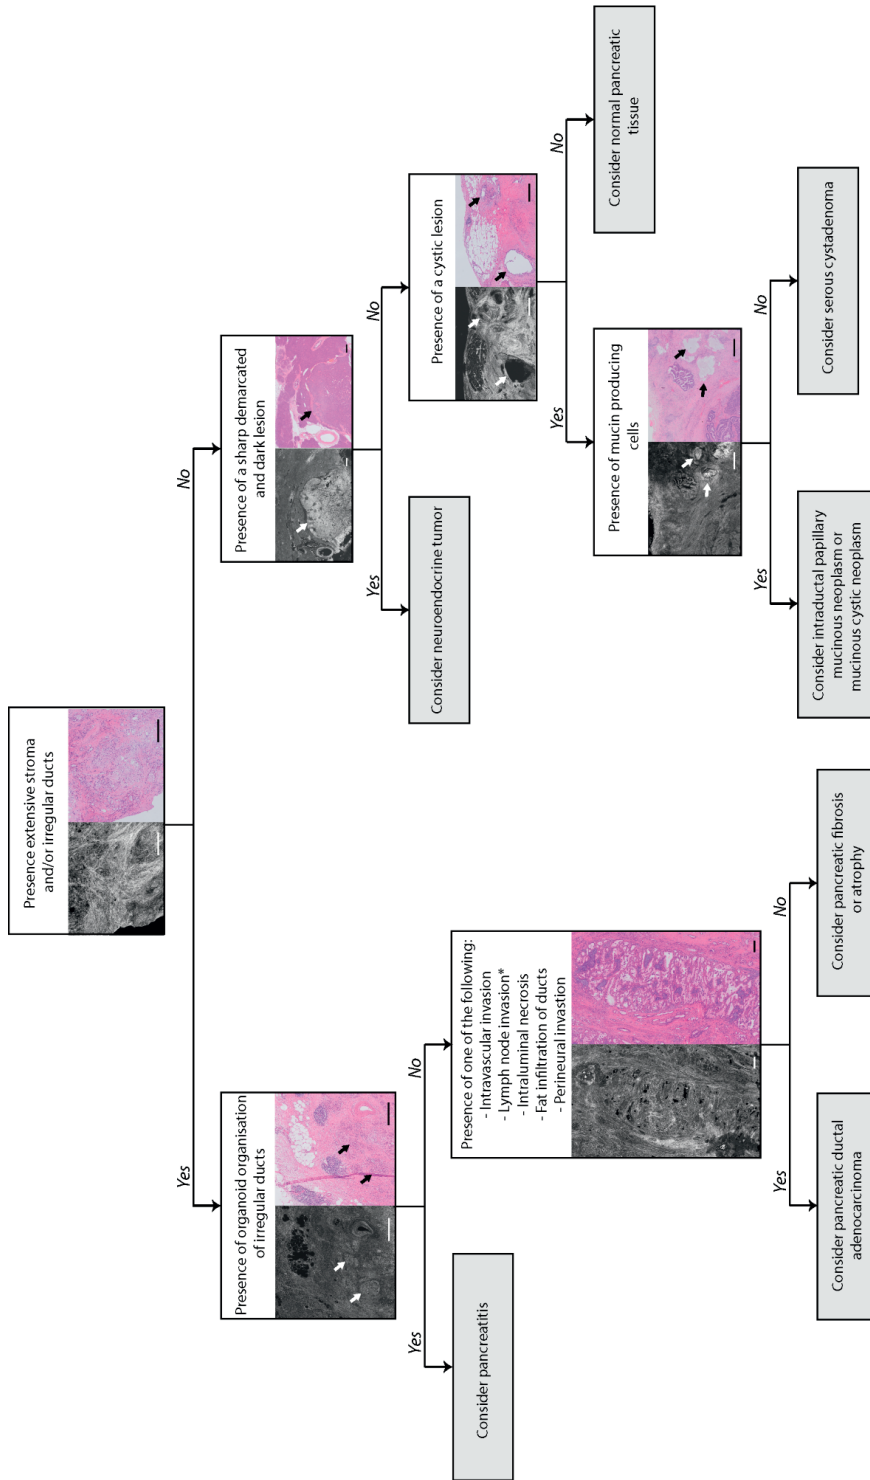 Presence extensive stroma
and/or irregular ducts
Yes
No
Presence of organoid organisation
of irregular ducts
Presence of a sharp demarcated
and dark lesion
Yes
No
Yes
No
Consider pancreatitis
Presence of one of the following:
- Intravascular invasion
- Lymph node invasion*
- Intraluminal necrosis
- Fat infiltration of ducts
- Perineural invastion
Consider neuroendocrine tumor
Presence of a cystic lesion
Yes
No
Yes
No
Consider pancreatic ductal
adenocarcinoma
Consider pancreatic fibrosis
or atrophy
Presence of mucin producing
cells
Consider normal pancreatic
tissue
Yes
No
Consider intraductal papillary
mucinous neoplasm or
mucinous cystic neoplasm
Consider serous cystadenoma